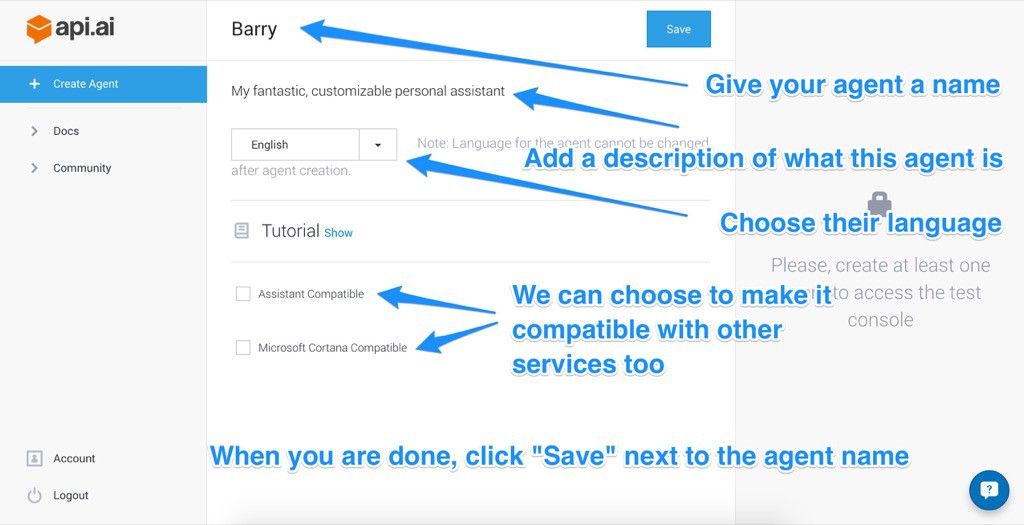 api.ai
Barry
Save
Give your agent a name
Create Agent
My fantastic, customizable personal assistant
Docs
English
Note: Language for the agent cannot be changed
after agent creation.
Add a description of what this agent is
Community
Choose their language
Tutorial Show
Please, create at least one
to access the test
console
Assistant Compatible
We can choose to make it
compatible with other
services too
Microsoft Cortana Compatible
When you are done, click "Save" next to the agent name
Account
Logout